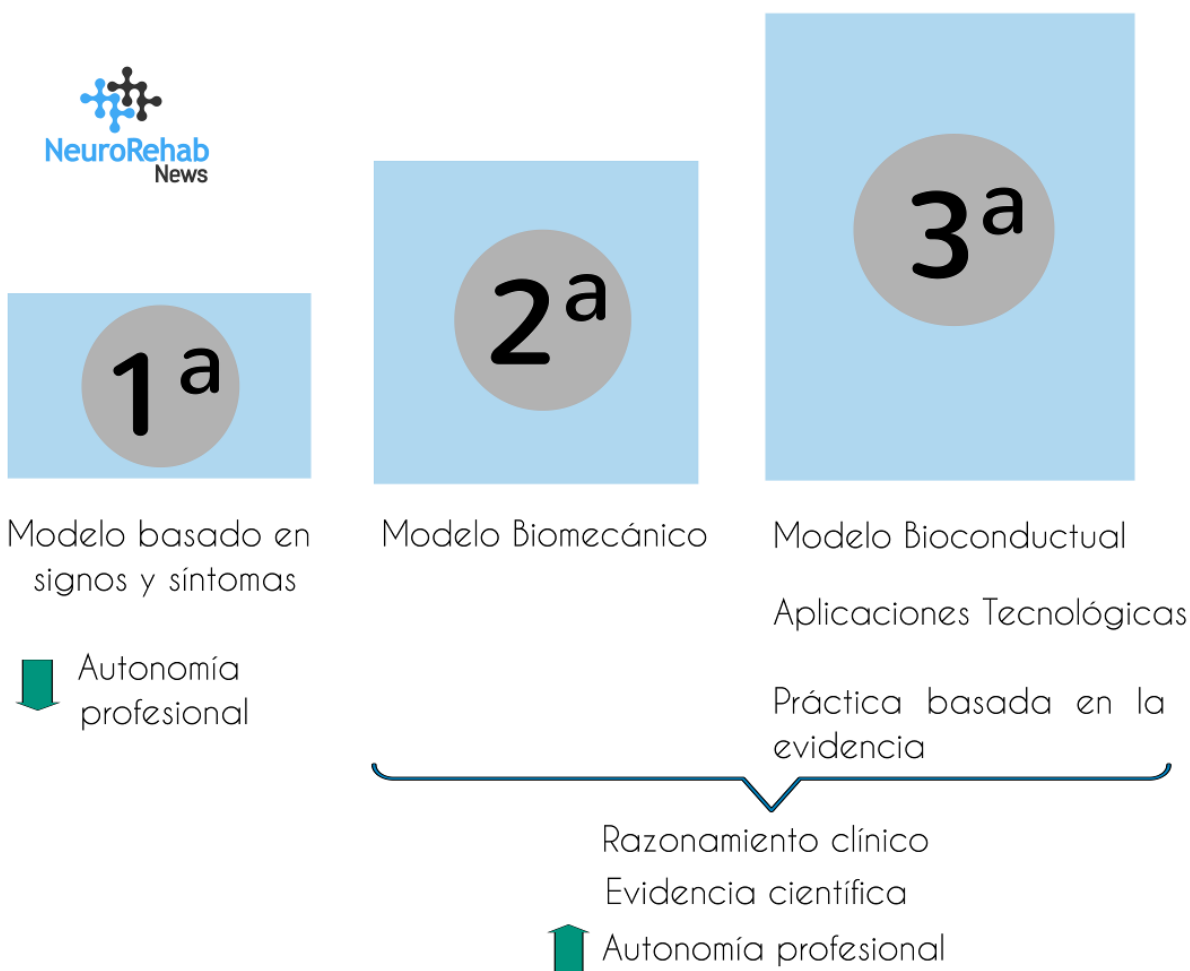 NeuroRehab
News
1ª
2ª
3ª
Modelo basado en
signos y síntomas
Autonomía
profesional
Modelo Biomecánico
Modelo Bioconductual
Aplicaciones Tecnológicas
Práctica basada en la
evidencia
Razonamiento clínico
Evidencia científica
Autonomía profesional